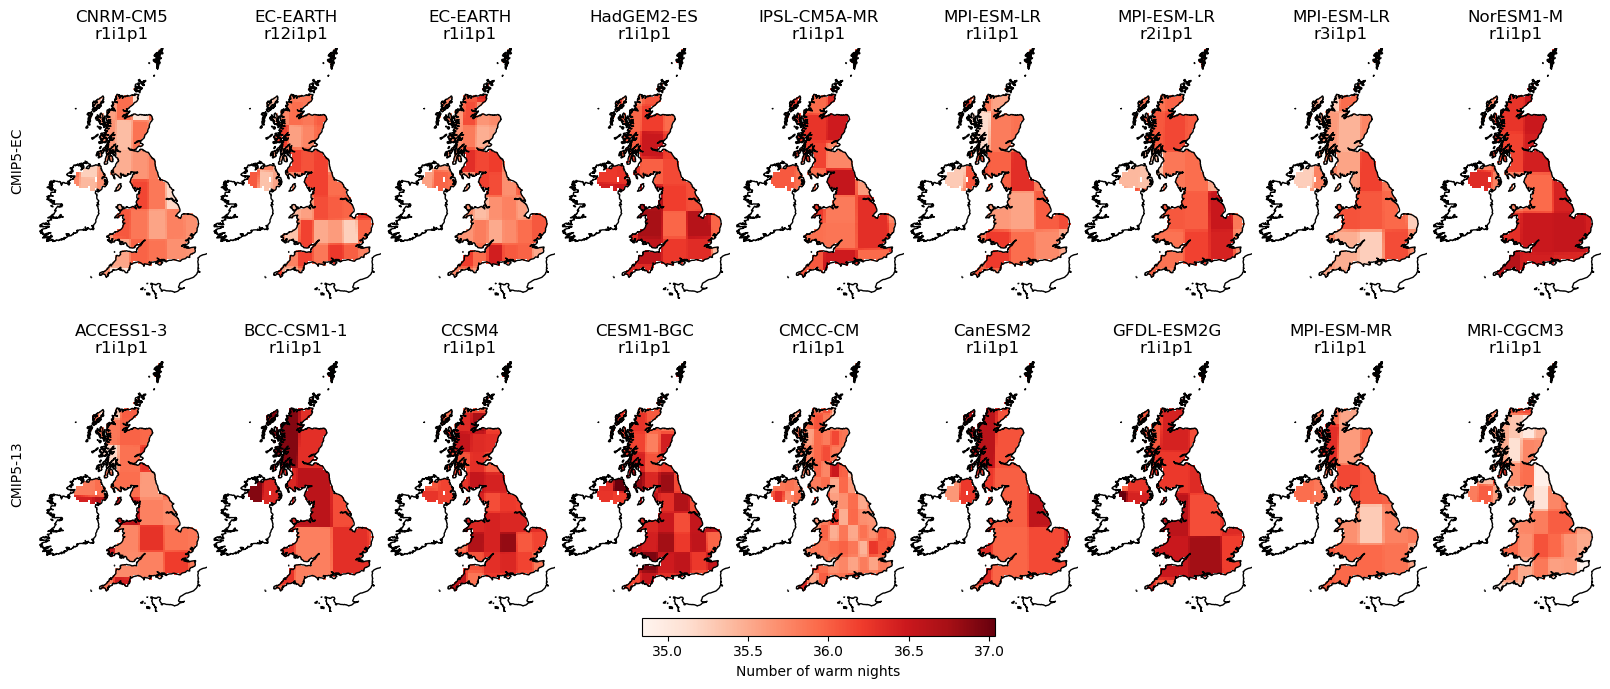 CNRM-CM5
r1i1p1
EC-EARTH
r12i1p1
EC-EARTH
r1i1p1
HadGEM2-ES
r1i1p1
IPSL-CM5A-MR
r1i1p1
MPI-ESM-LR
r1i1p1
MPI-ESM-LR
r2i1p1
MPI-ESM-LR
r3i1p1
NorESM1-M
r1i1p1
CMIP5-EC
ACCESS1-3
r1i1p1
BCC-CSM1-1
r1i1p1
CCSM4
r1i1p1
CESM1-BGC
r1i1p1
CMCC-CM
r1i1p1
CanESM2
r1i1p1
GFDL-ESM2G
r1i1p1
MPI-ESM-MR
r1i1p1
MRI-CGCM3
r1i1p1
CMIP5-13
35.0 35.5 36.0 36.5 37.0
Number of warm nights